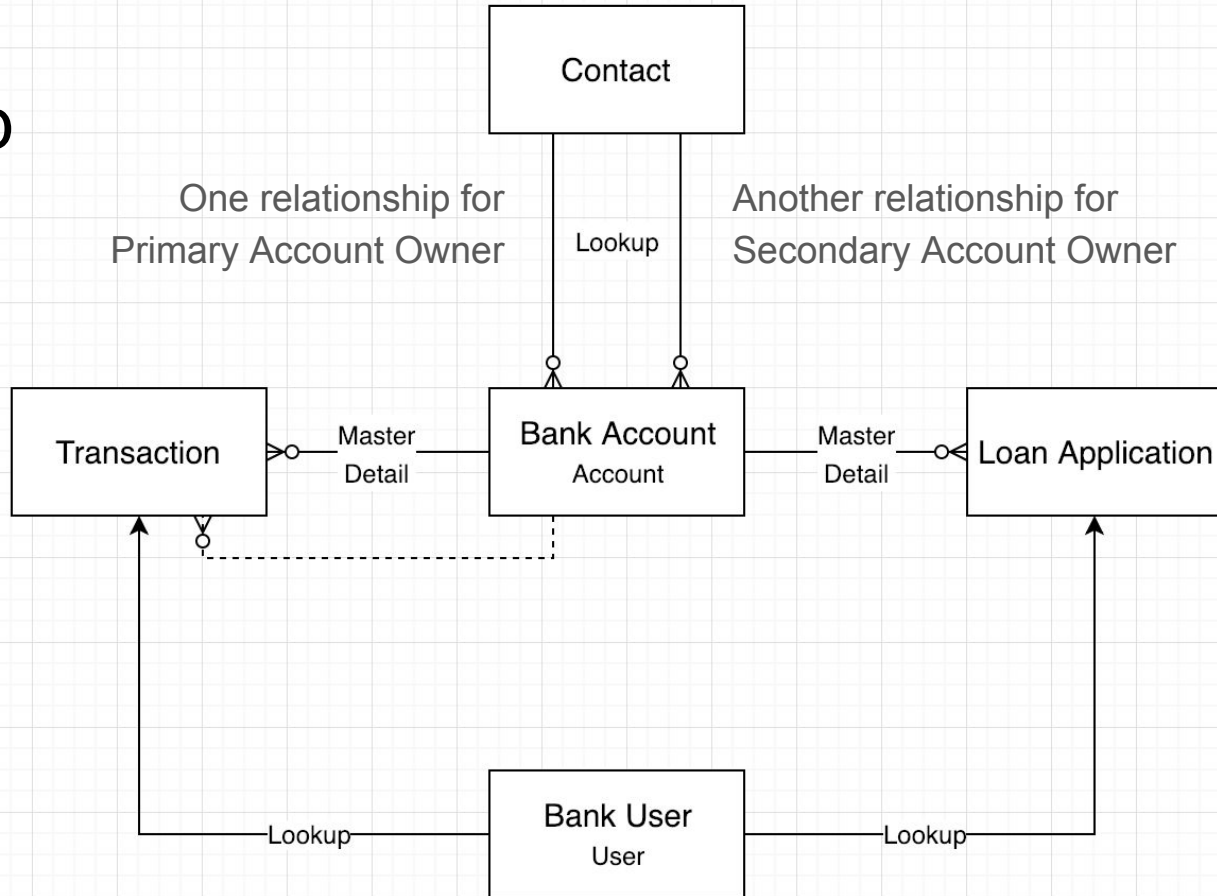 Contact
One relationship for
Primary Account Owner
Lookup
Another relationship for
Secondary Account Owner
Transaction
Master
Detail
Bank Account
Account
Master
Detail
Loan Application
Lookup
Bank User
User
Lookup